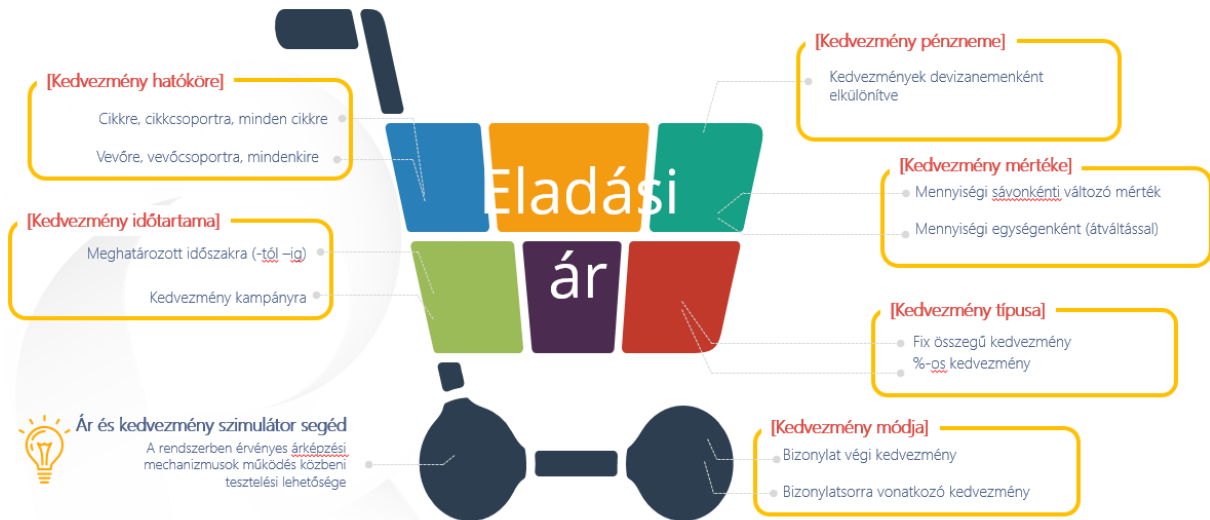 [Kedvezmény hatóköre]
Cikkre, cikkcsoportra, minden cikkre
Vevőre, vevőcsoportra, mindenkire
[Kedvezmény időtartama]
Meghatározott időszakra (-tól –ig)
Kedvezmény kampányra
Ár és kedvezmény szimulátor segéd
A rendszerben érvényes árképzési
mechanizmusok működés közbeni
tesztelési lehetősége
Eladási
ár
[Kedvezmény pénzneme]
Kedvezmények devizanemenként
elkülönítve
[Kedvezmény mértéke]
Mennyiségi sávonkénti változó mérték
Mennyiségi egységenként (átváltással)
[Kedvezmény típusa]
Fix összegű kedvezmény
%-os kedvezmény
[Kedvezmény módja]
Bizonylat végi kedvezmény
Bizonylatsorra vonatkozó kedvezmény